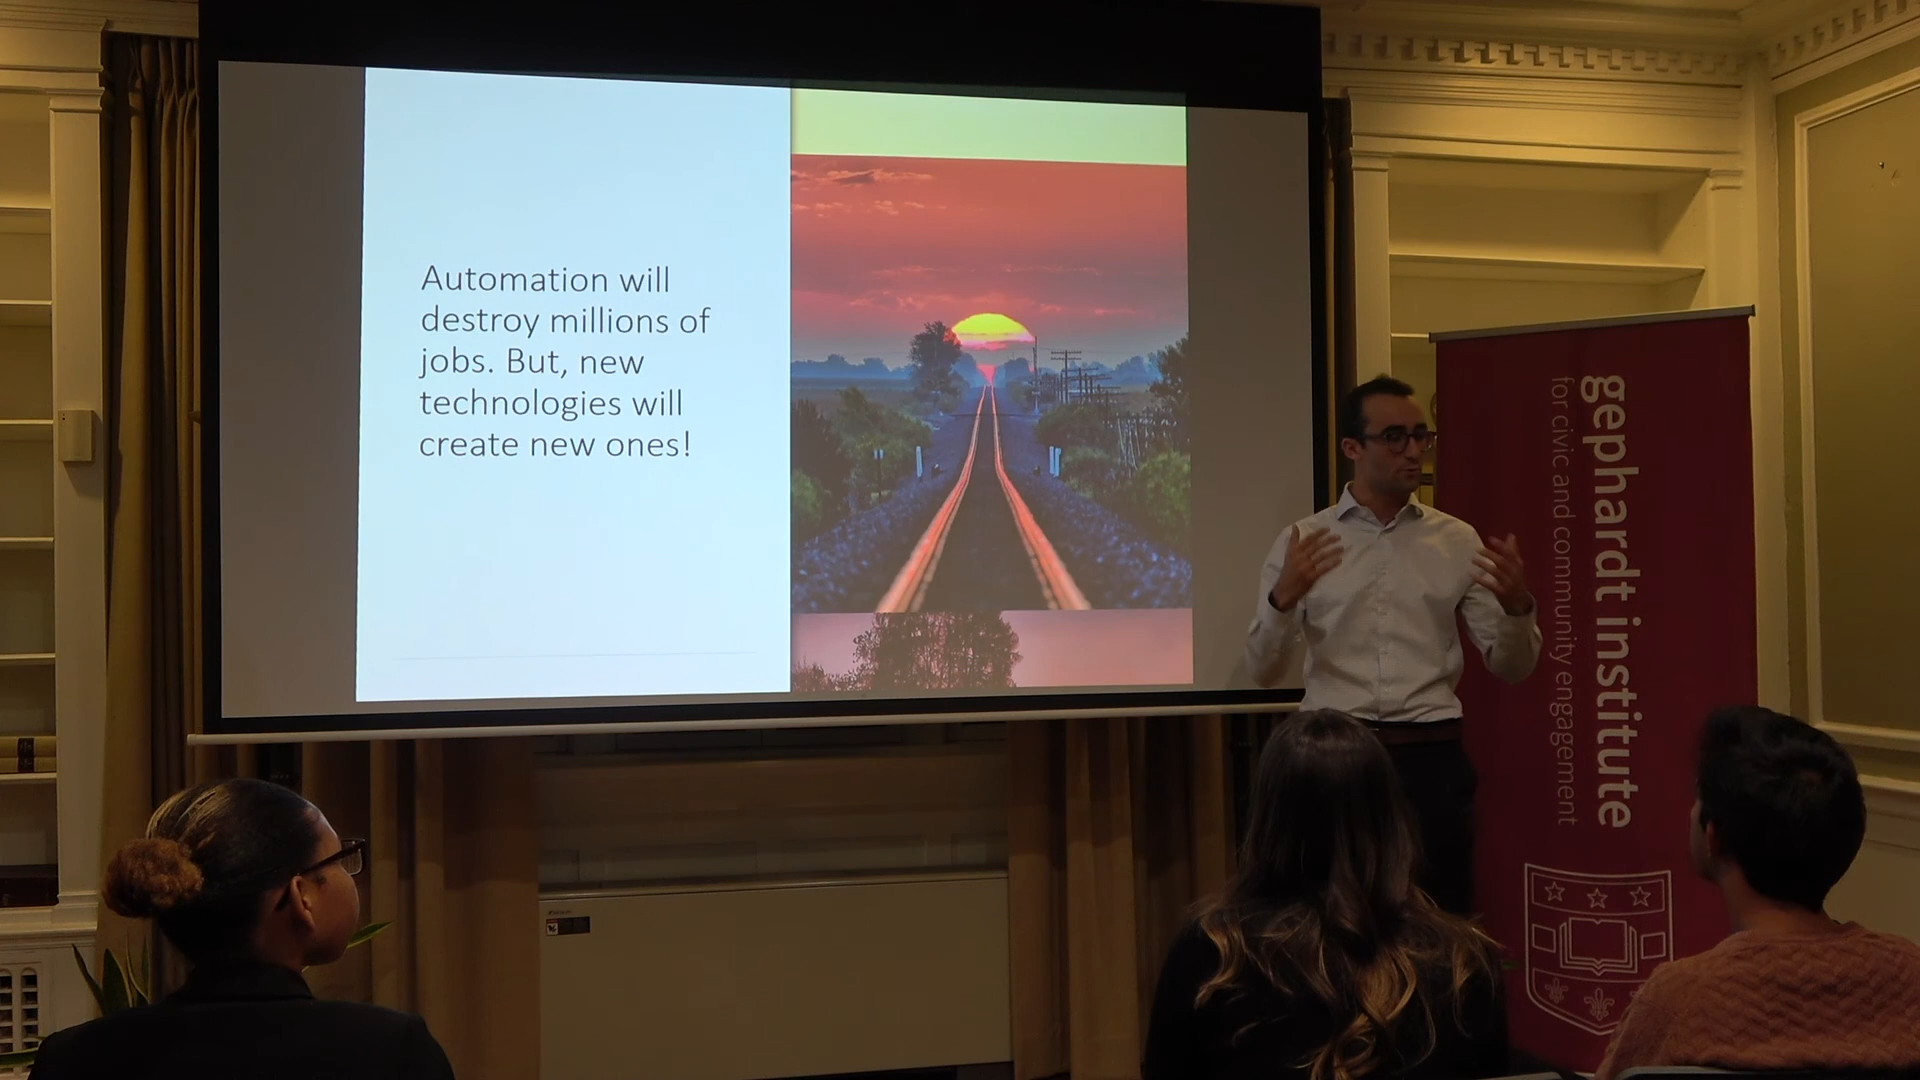 Automation will
destroy millions of
jobs. But, new
technologies will
create new ones!
gephardt institute
for civic and community engagement